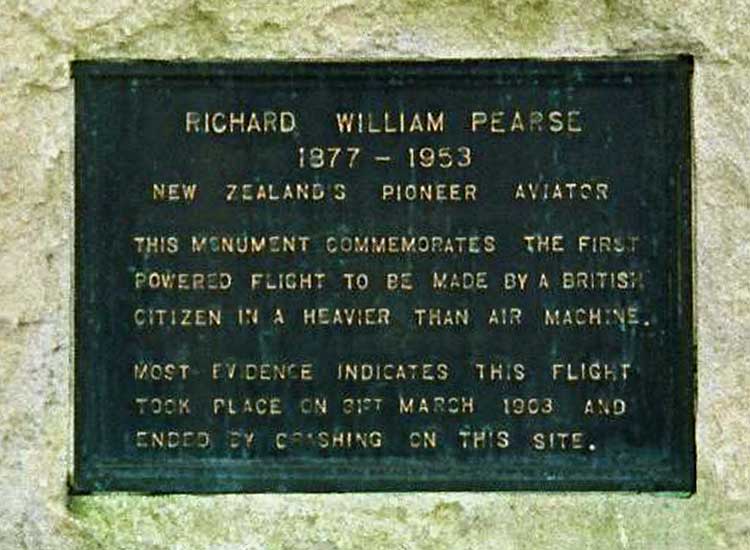 RICHARD WILLIAM PEARSE
1877 - 1953
NEW ZEALAND'S PIONEER AVIATOR
THIS MONUMENT COMMEMORATES THE FIRST
POWERED FLIGHT TO BE MADE BY A BRITISH
CITIZEN IN A HEAVIER THAN AIR MACHINE.
MOST EVIDENCE INDICATES THIS FLIGHT
TOOK PLACE ON 31ST MARCH 1903 AND
ENDED BY CRASHING ON THIS SITE.